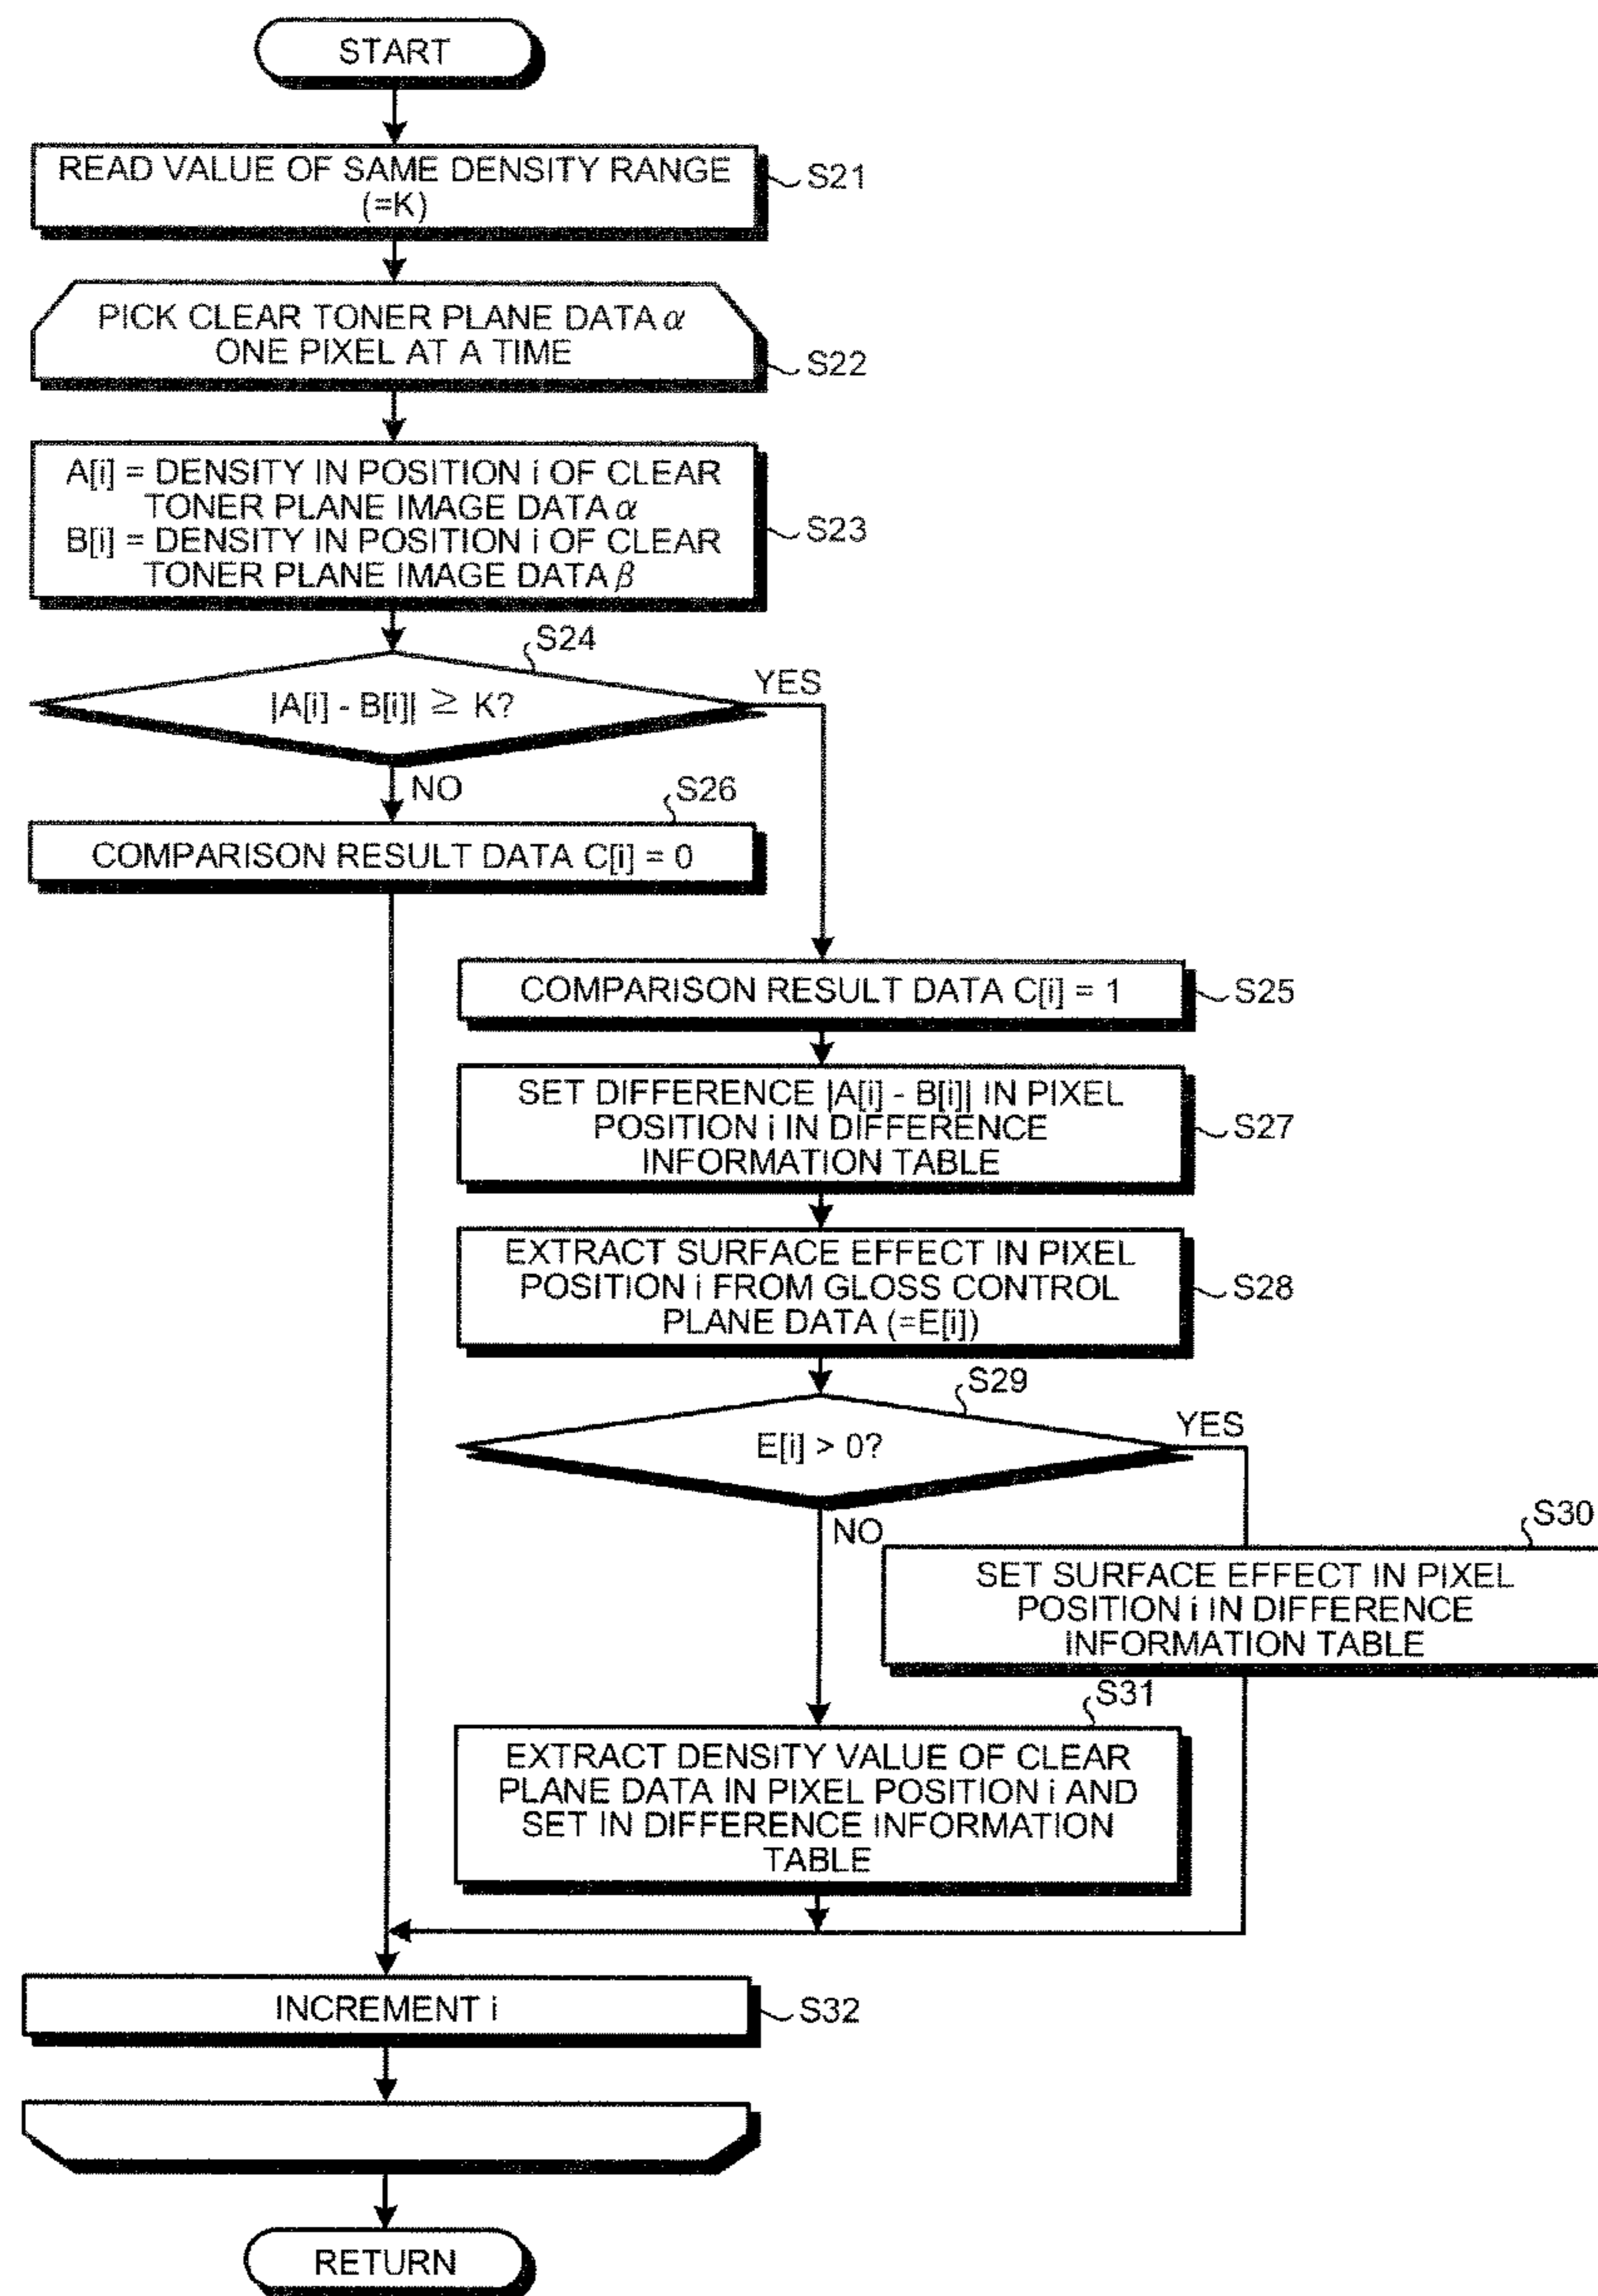 START
READ VALUE OF SAME DENSITY RANGE
(=K)
S21
PICK CLEAR TONER PLANE DATA α
ONE PIXEL AT A TIME
S22
A[i] = DENSITY IN POSITION i OF CLEAR
TONER PLANE IMAGE DATA α
B[i] = DENSITY IN POSITION i OF CLEAR
TONER PLANE IMAGE DATA β
S23
S24
|A[i] - B[i]| ≥ K?
YES
NO
S26
COMPARISON RESULT DATA C[i] = 0
COMPARISON RESULT DATA C[i] = 1
S25
SET DIFFERENCE |A[i] - B[i]| IN PIXEL
POSITION i IN DIFFERENCE
INFORMATION TABLE
S27
EXTRACT SURFACE EFFECT IN PIXEL
POSITION i FROM GLOSS CONTROL
PLANE DATA (=E[i])
S28
S29
E[i] > 0?
YES
NO
S30
SET SURFACE EFFECT IN PIXEL
POSITION i IN DIFFERENCE
INFORMATION TABLE
S31
EXTRACT DENSITY VALUE OF CLEAR
PLANE DATA IN PIXEL POSITION i AND
SET IN DIFFERENCE INFORMATION
TABLE
INCREMENT i
S32
RETURN